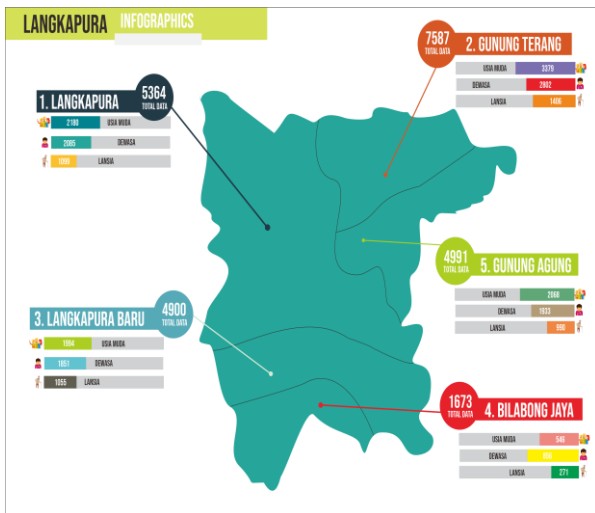 LANGKAPURA INFOGRAPHICS
1. LANGKAPURA
5364
TOTAL DATA
2180 USIA MUDA
2085 DEWASA
1099 LANSIA
7587
TOTAL DATA
2. GUNUNG TERANG
USIA MUDA 3379
DEWASA 2802
LANSIA 1406
4991
TOTAL DATA
5. GUNUNG AGUNG
USIA MUDA 2060
DEWASA 1933
LANSIA 998
3. LANGKAPURA BARU
4900
TOTAL DATA
1994 USIA MUDA
1851 DEWASA
1055 LANSIA
1673
TOTAL DATA
4. BILABONG JAYA
USIA MUDA 546
DEWASA
LANSIA 271